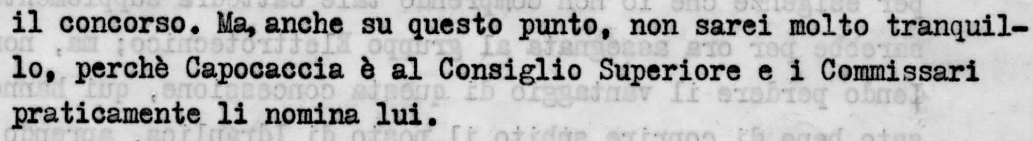 il concorso. Ma, anche su questo punto, non sarei molto tranquil-
lo, perchè Capocaccia è al Consiglio Superiore e i Commissari
praticamente li nomina lui.